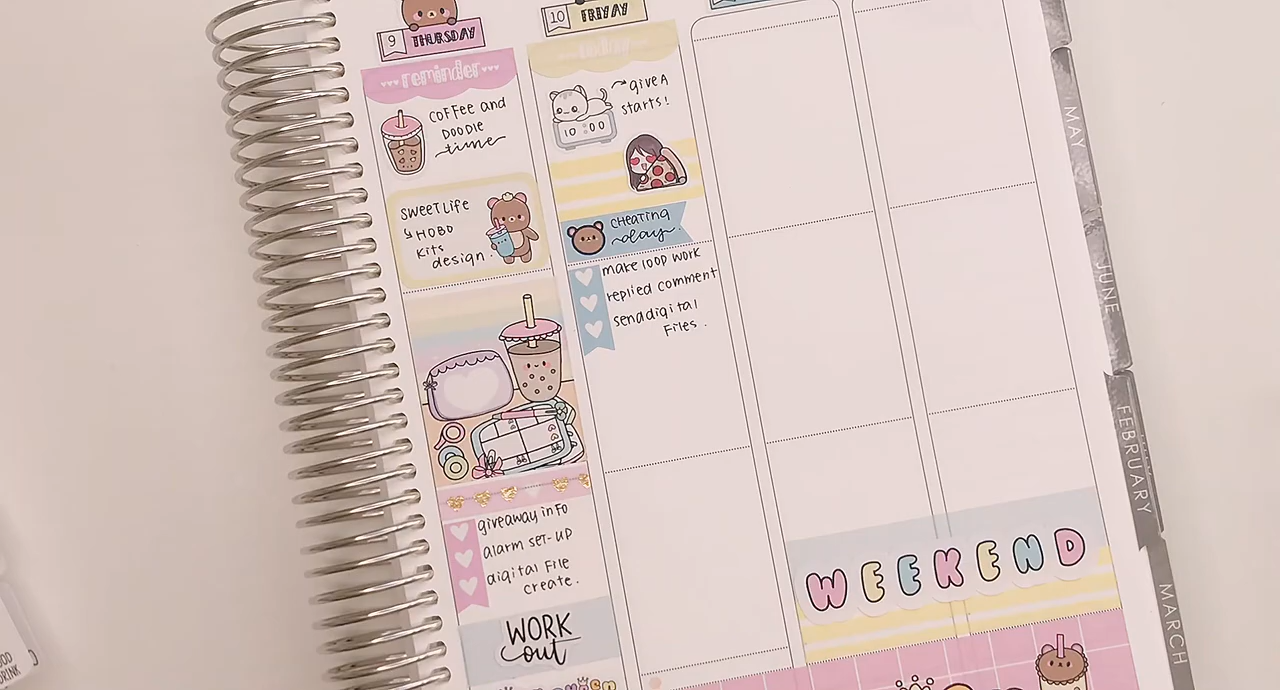 9 THURSDAY
reminder
COFFEE AND
DOODLE
time
SWEET LIFE
↳ HOBO
Kits
design.
giveaway info
alarm SET-UP
digital FILE
create.
WORK
out
10 FRIYAY
→ give A
starts!
10 00
CHEATING
day.
make 100P WORK
replied comment
send digital
Files.
WEEKEND
MAY
JUNE
FEBRUARY
MARCH